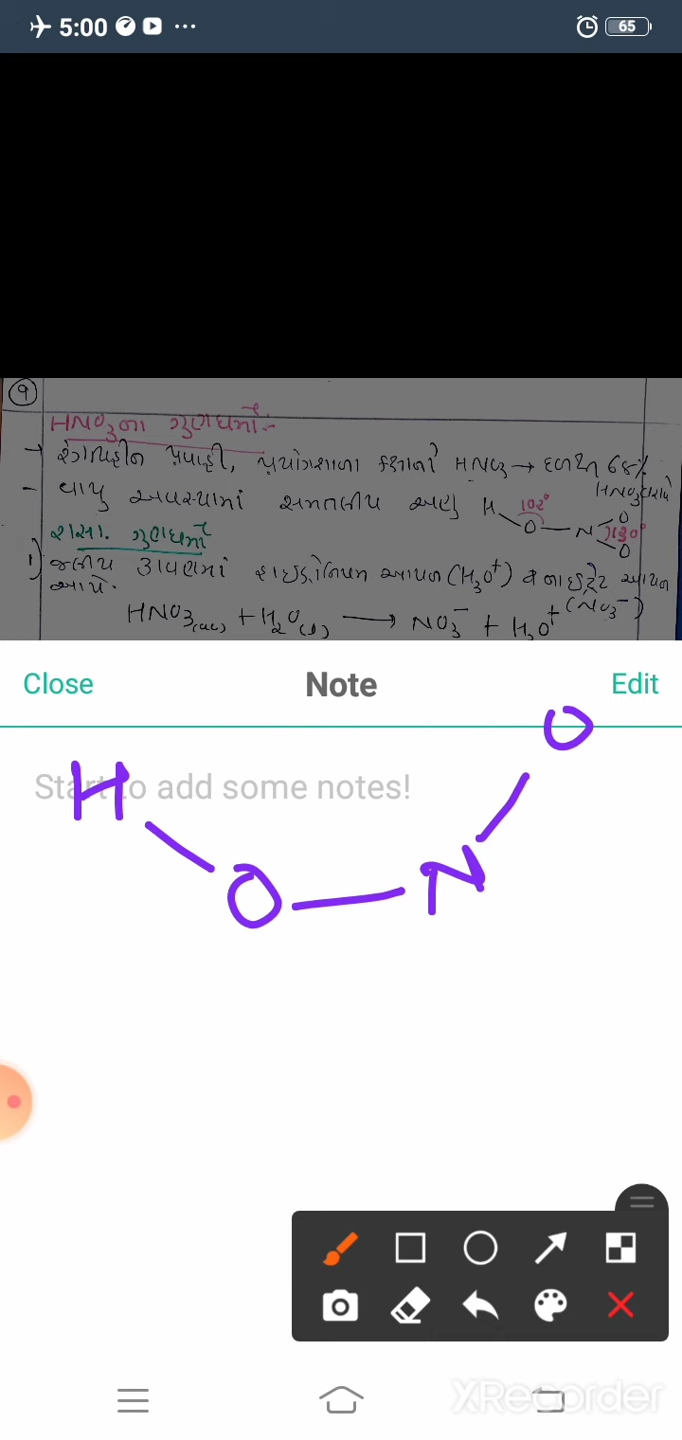 5:00
65
9
HNO3ના ગુણધર્મો:-
→ રંગવિહીન પ્રવાહી, પ્રયોગશાળા કક્ષાનો HNO3 → દળથી 68%
HNO3 ધરાવે
- વાયુ અવસ્થામાં સમતલીય અણુ H 102° O — N O 130° O
રાસા. ગુણધર્મો
1) જલીય દ્રાવણમાં હાઇડ્રોનિયમ આયન (H3O+) વ નાઇટ્રેટ આયન
આપે. (NO3-)
HNO3(aq) + H2O(l) → NO3- + H3O+
Close Note Edit
Start to add some notes!
O
H
O — N
XRecorder